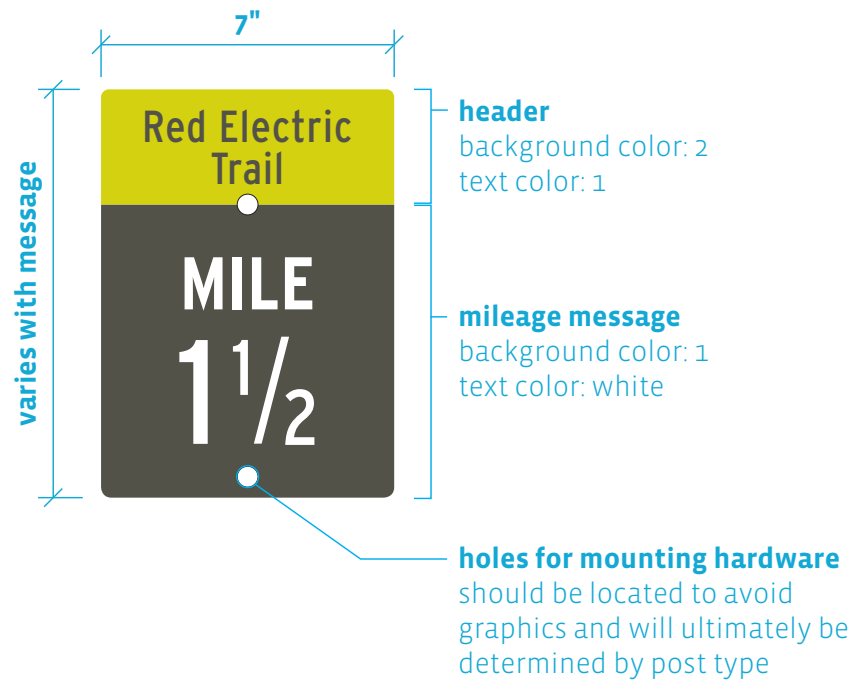 7"
varies with message
Red Electric
Trail
MILE
1 1/2
header
background color: 2
text color: 1
mileage message
background color: 1
text color: white
holes for mounting hardware
should be located to avoid
graphics and will ultimately be
determined by post type